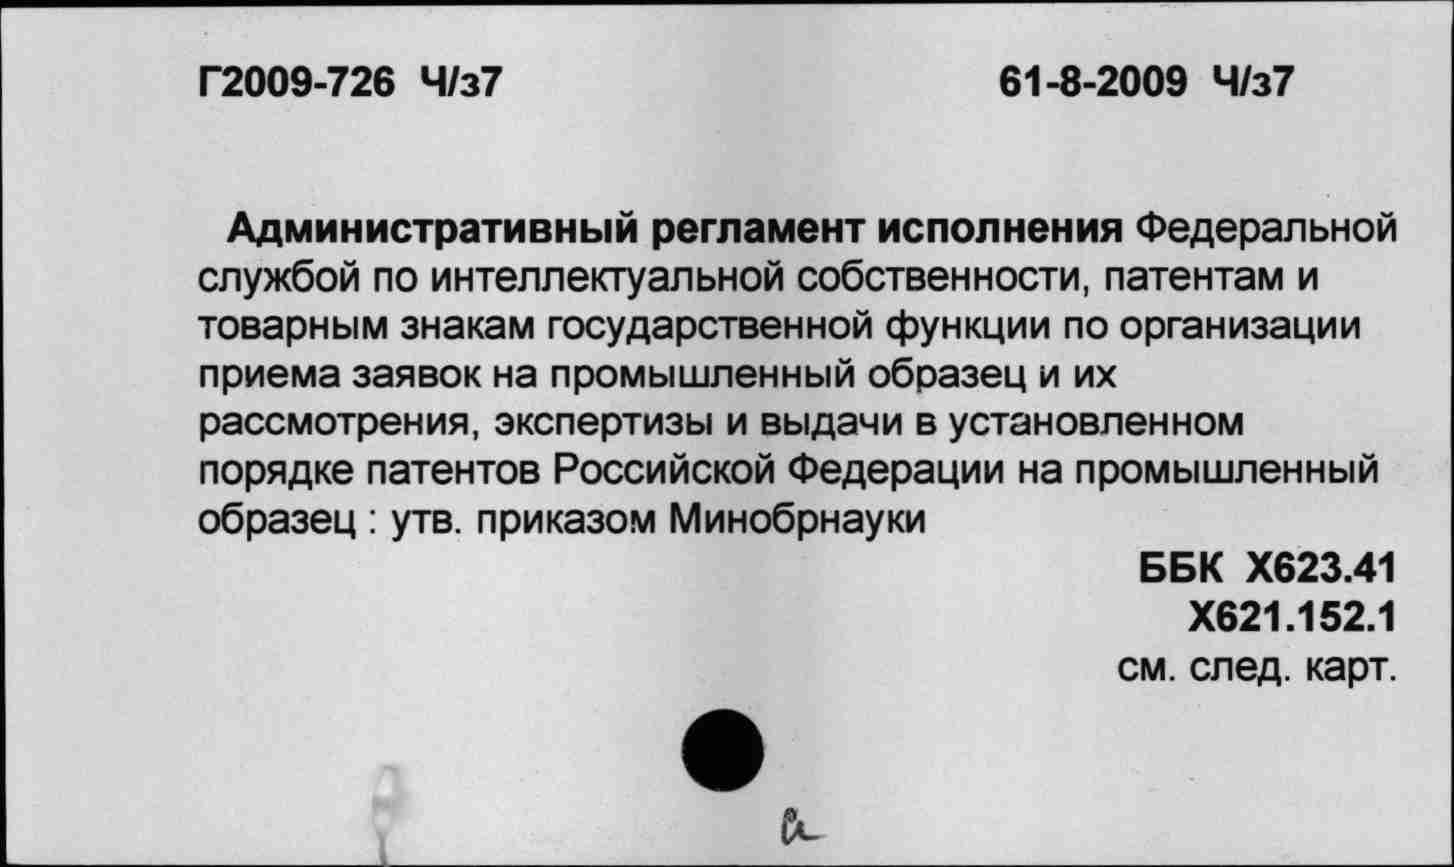 Г2009-726 Ч/з7 61-8-2009 Ч/з7
Административный регламент исполнения Федеральной
службой по интеллектуальной собственности, патентам и
товарным знакам государственной функции по организации
приема заявок на промышленный образец и их
рассмотрения, экспертизы и выдачи в установленном
порядке патентов Российской Федерации на промышленный
образец : утв. приказом Минобрнауки
ББК Х623.41
Х621.152.1
см. след. карт.